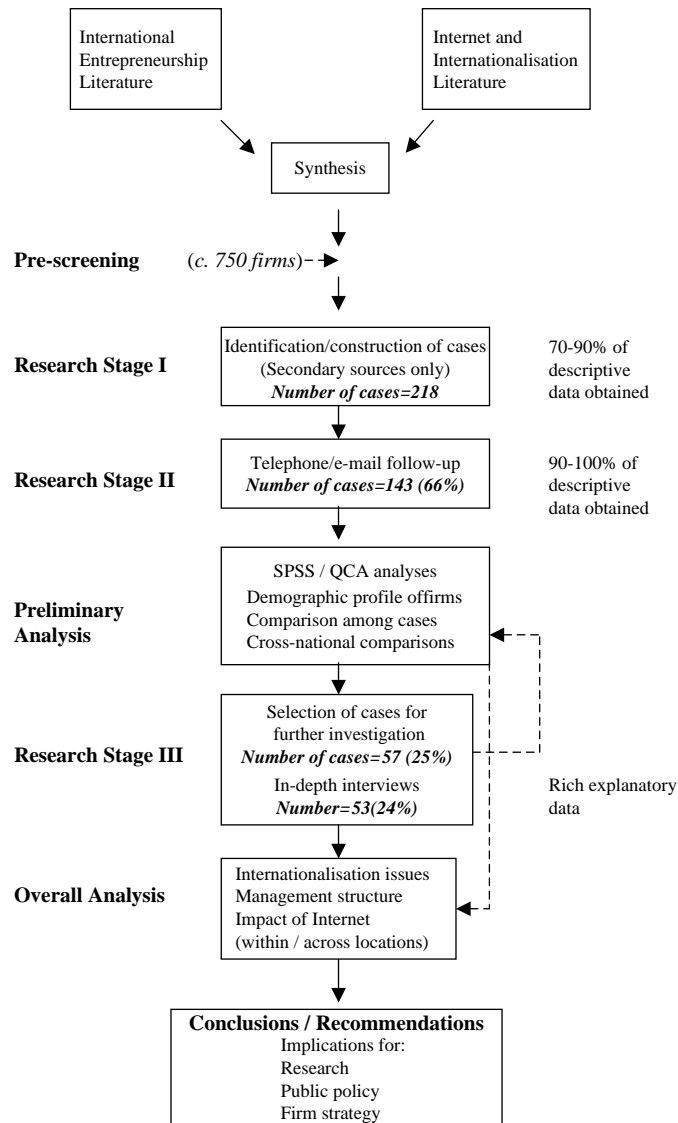 International
Entrepreneurship
Literature
Internet and
Internationalisation
Literature
Synthesis
Pre-screening
(c. 750 firms)
Research Stage I
Identification/construction of cases
(Secondary sources only)
Number of cases=218
70-90% of
descriptive
data obtained
Research Stage II
Telephone/e-mail follow-up
Number of cases=143 (66%)
90-100% of
descriptive
data obtained
Preliminary
Analysis
SPSS / QCA analyses
Demographic profile offirms
Comparison among cases
Cross-national comparisons
Research Stage III
Selection of cases for
further investigation
Number of cases=57 (25%)
In-depth interviews
Number=53(24%)
Rich explanatory
data
Overall Analysis
Internationalisation issues
Management structure
Impact of Internet
(within / across locations)
Conclusions / Recommendations
Implications for:
Research
Public policy
Firm strategy